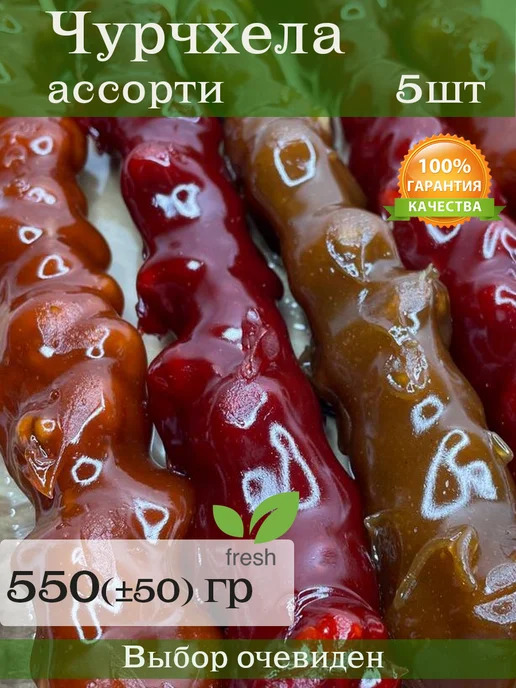 Чурчхела
ассорти 5шт
100%
ГАРАНТИЯ
КАЧЕСТВА
fresh
550(±50) гр
Выбор очевиден